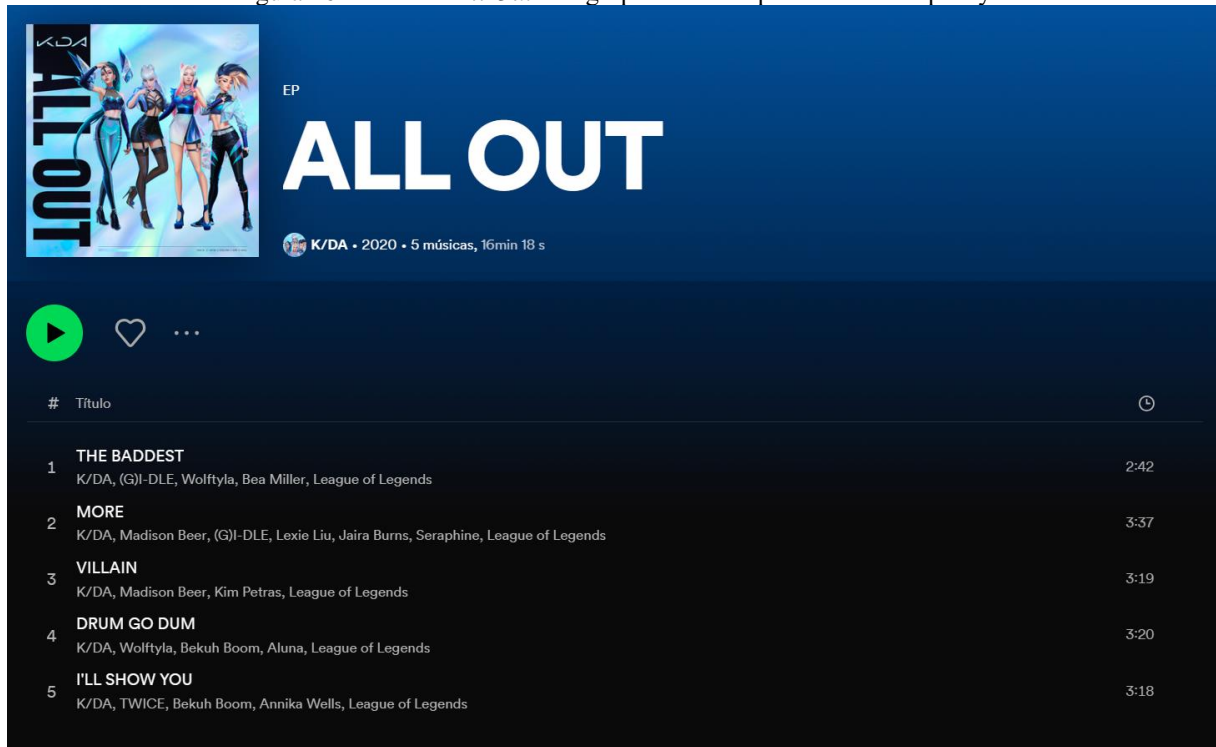 KDA
ALL OUT
EP
ALL OUT
K/DA • 2020 • 5 músicas, 16min 18 s
# Título
1 THE BADDEST 2:42
K/DA, (G)I-DLE, Wolftyla, Bea Miller, League of Legends
2 MORE 3:37
K/DA, Madison Beer, (G)I-DLE, Lexie Liu, Jaira Burns, Seraphine, League of Legends
3 VILLAIN 3:19
K/DA, Madison Beer, Kim Petras, League of Legends
4 DRUM GO DUM 3:20
K/DA, Wolftyla, Bekuh Boom, Aluna, League of Legends
5 I'LL SHOW YOU 3:18
K/DA, TWICE, Bekuh Boom, Annika Wells, League of Legends